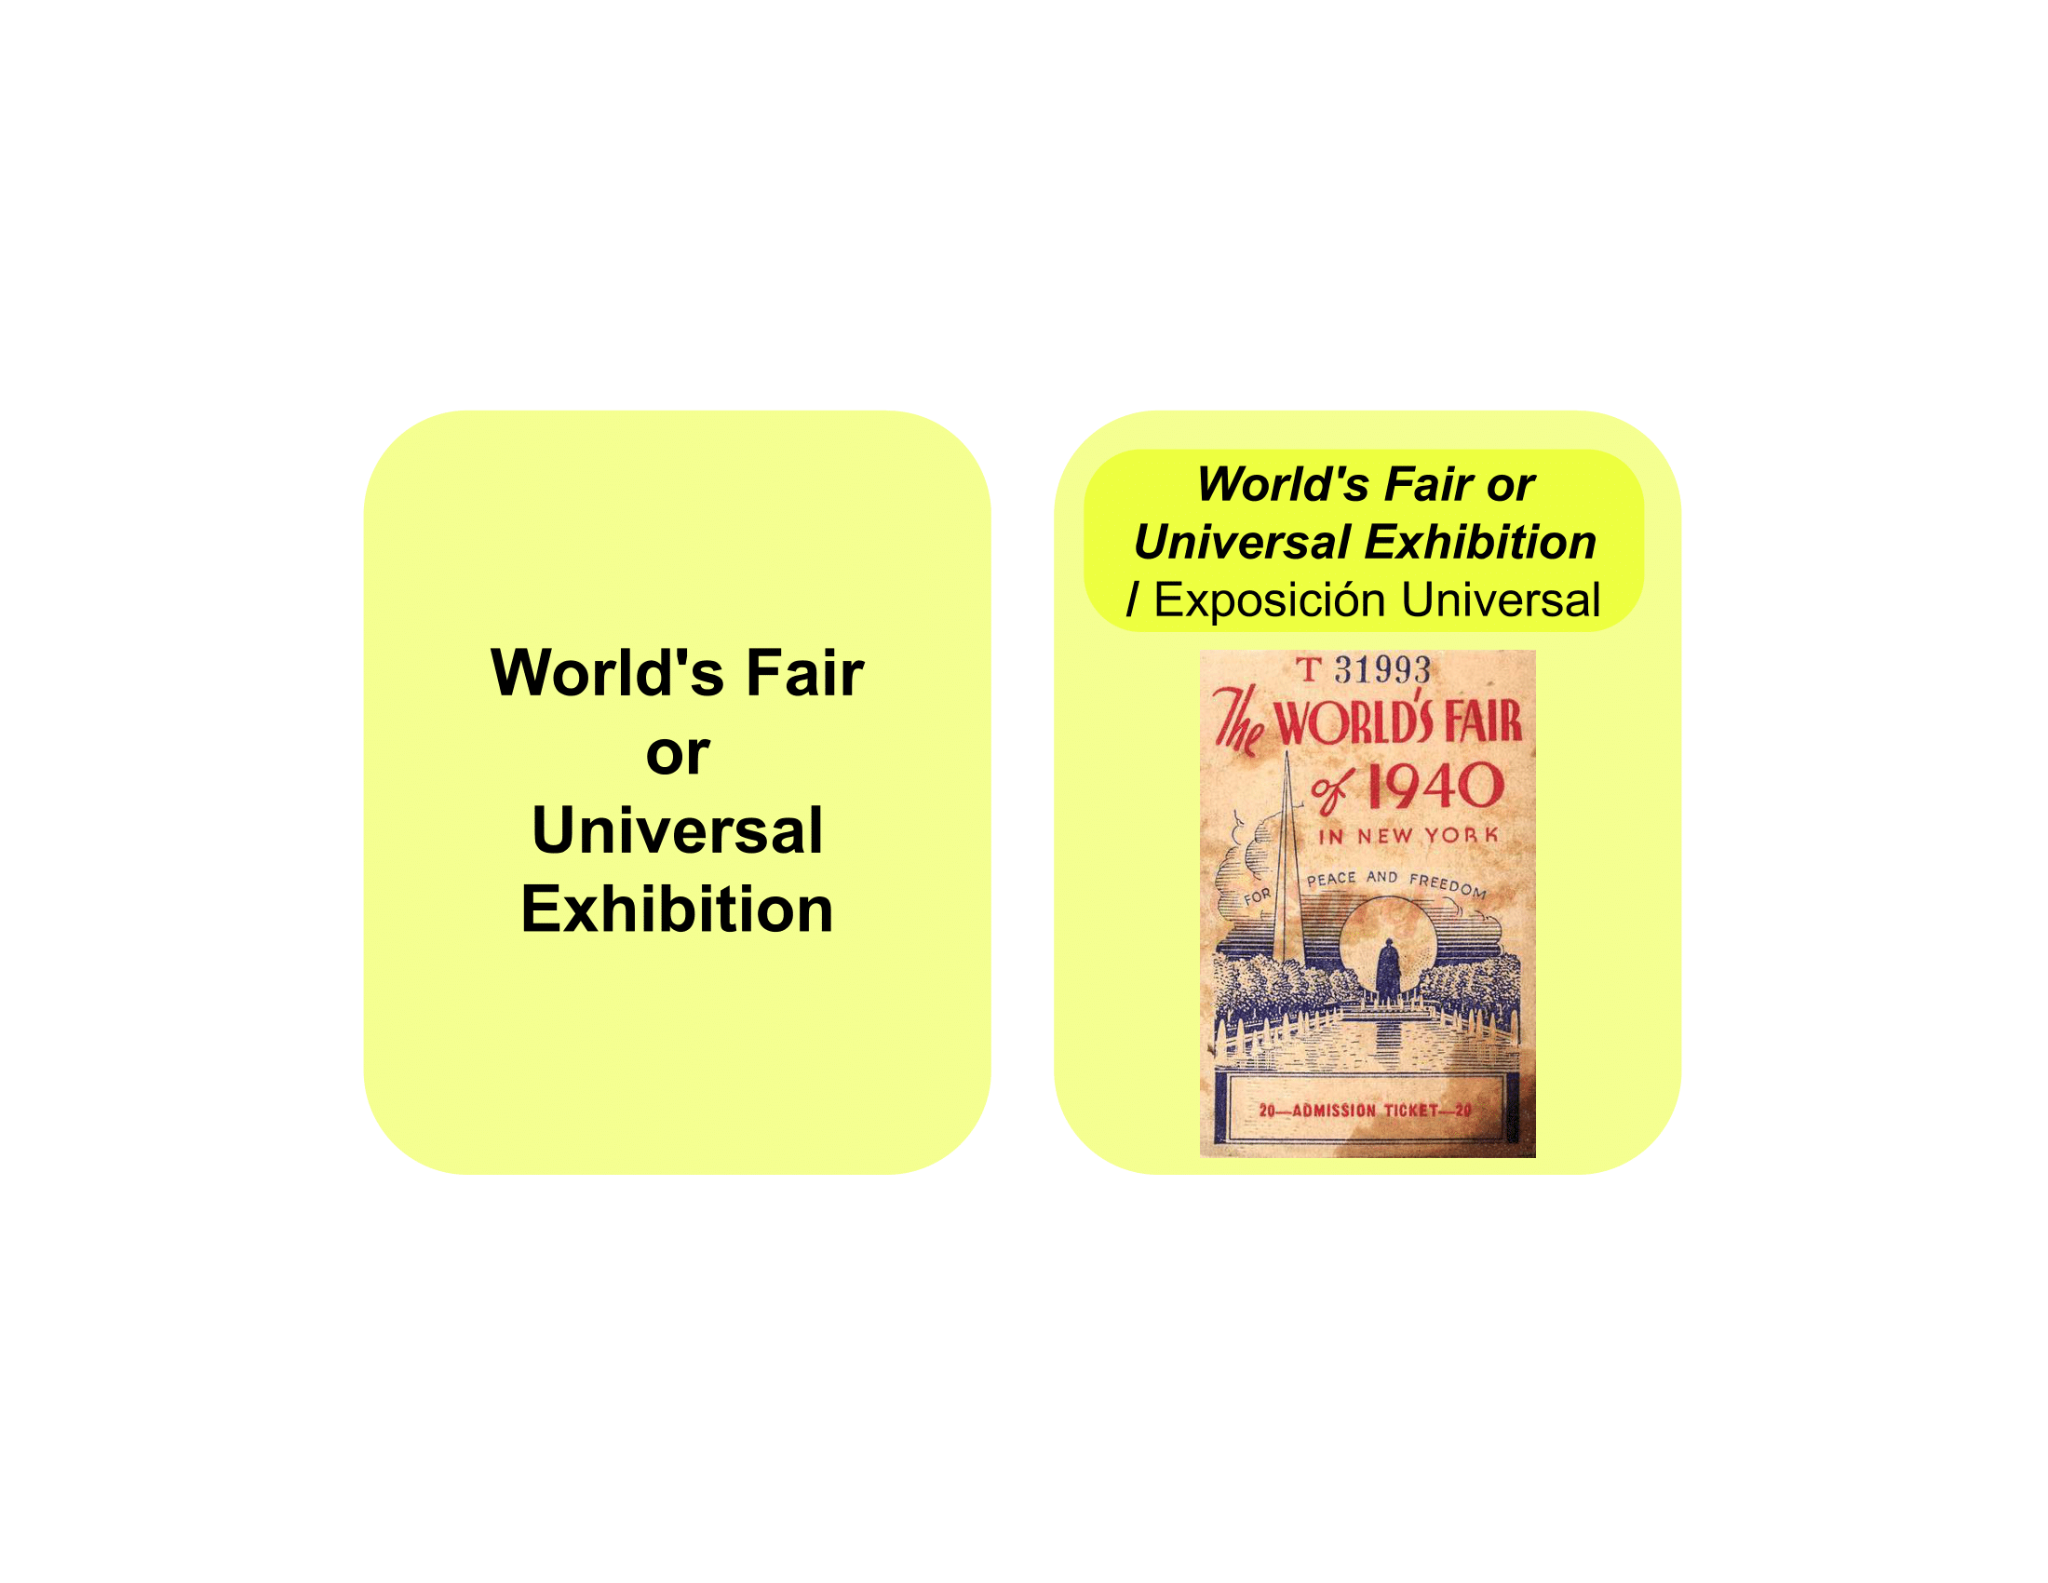 World's Fair
or
Universal
Exhibition
World's Fair or
Universal Exhibition
/ Exposición Universal
T 31993
The WORLD'S FAIR
of 1940
IN NEW YORK
FOR PEACE AND FREEDOM
20—ADMISSION TICKET—20